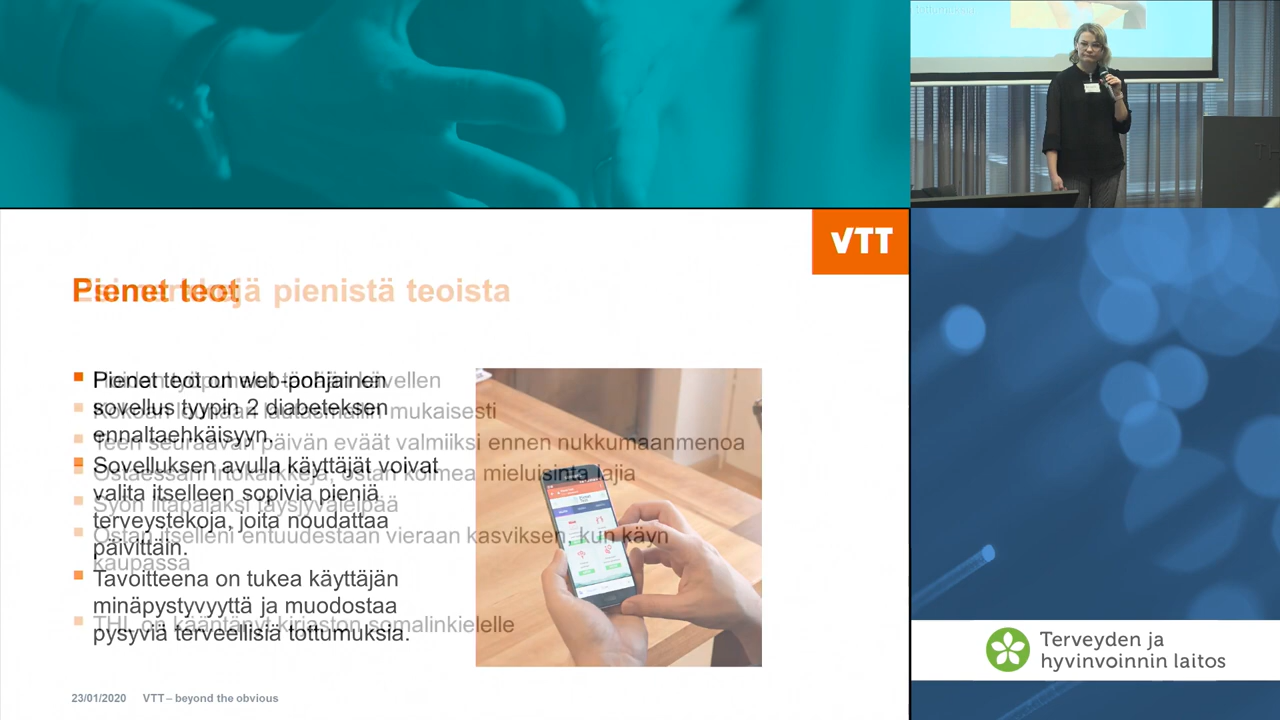 VTT
Pienet teot
Esimerkkejä pienistä teoista
Pienet teot on web-pohjainen
sovellus tyypin 2 diabeteksen
ennaltaehkäisyyn.
Sovelluksen avulla käyttäjät voivat
valita itselleen sopivia pieniä
terveystekoja, joita noudattaa
päivittäin.
Tavoitteena on tukea käyttäjän
minäpystyvyyttä ja muodostaa
pysyviä terveellisiä tottumuksia.
kävellen
mukaisesti
Teen seuraavan päivän eväät valmiiksi ennen nukkumaanmenoa
Ostaessani irtokarkkeja, ostan kolmea mieluisinta lajia
Syön iltapalaksi täysjyväleipää
Ostan itselleni entuudestaan vieraan kasviksen, kun käyn
kaupassa
THL on kääntänyt kirjaston somalinkielelle
23/01/2020 VTT – beyond the obvious
Terveyden ja
hyvinvoinnin laitos